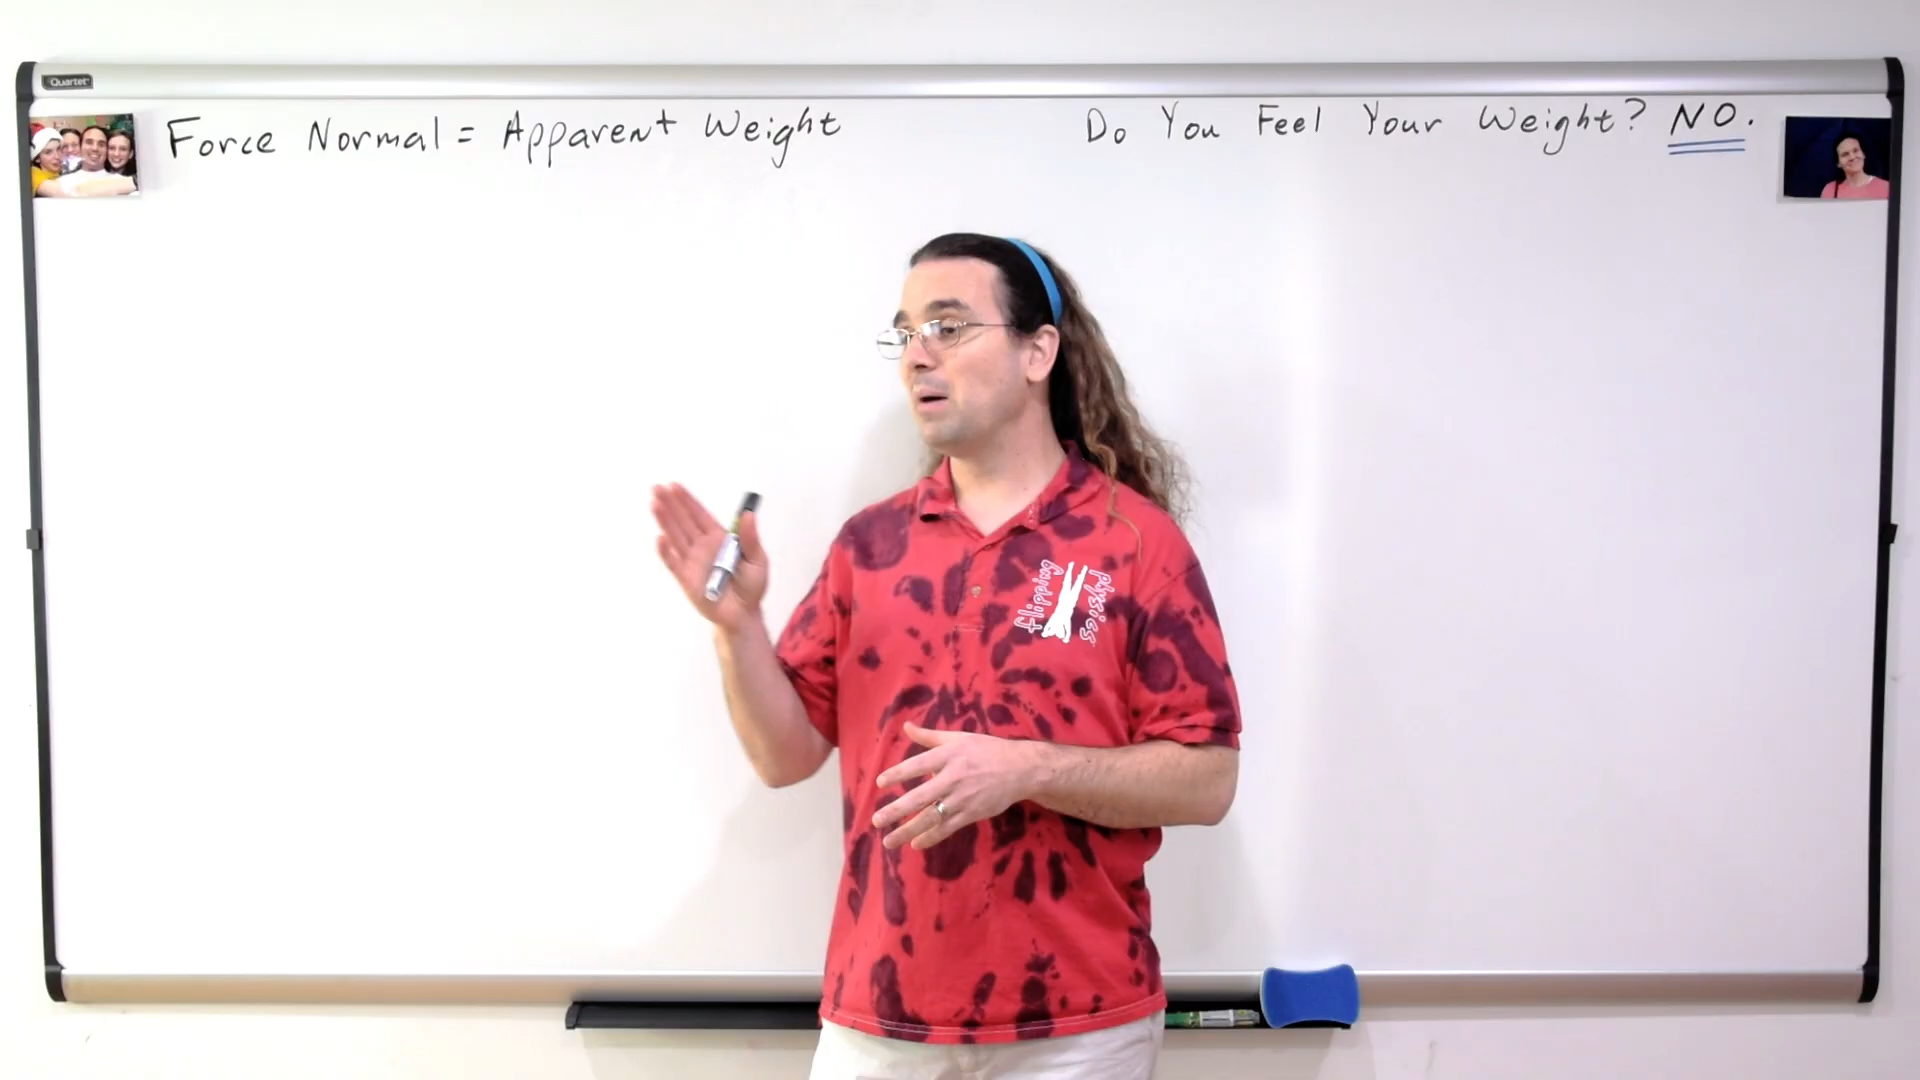 Quartet
Force Normal = Apparent Weight
Do You Feel Your Weight? NO.
flipping
physics